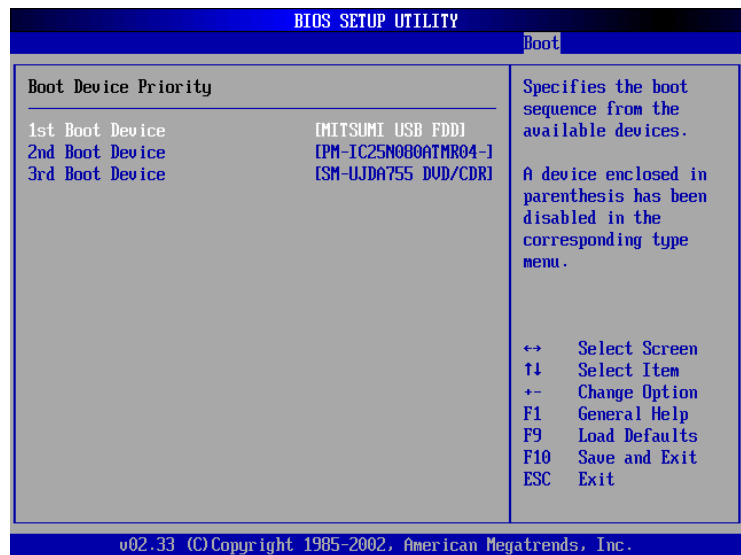 BIOS SETUP UTILITY
Boot
Boot Device Priority
1st Boot Device [MITSUMI USB FDD]
2nd Boot Device [PM-IC25N080ATMR04-]
3rd Boot Device [SM-UJDA755 DVD/CDR]
Specifies the boot
sequence from the
available devices.
A device enclosed in
parenthesis has been
disabled in the
corresponding type
menu.
↔ Select Screen
↑↓ Select Item
+- Change Option
F1 General Help
F9 Load Defaults
F10 Save and Exit
ESC Exit
v02.33 (C)Copyright 1985-2002, American Megatrends, Inc.